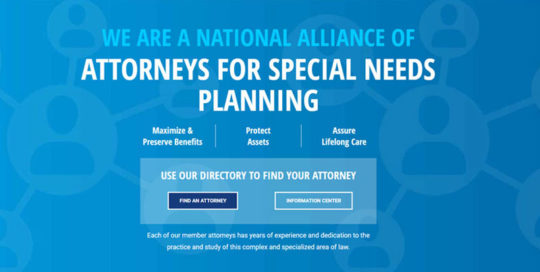 WE ARE A NATIONAL ALLIANCE OF
ATTORNEYS FOR SPECIAL NEEDS
PLANNING
Maximize &
Preserve Benefits
Protect
Assets
Assure
Lifelong Care
USE OUR DIRECTORY TO FIND YOUR ATTORNEY
FIND AN ATTORNEY
INFORMATION CENTER
Each of our member attorneys has years of experience and dedication to the
practice and study of this complex and specialized area of law.